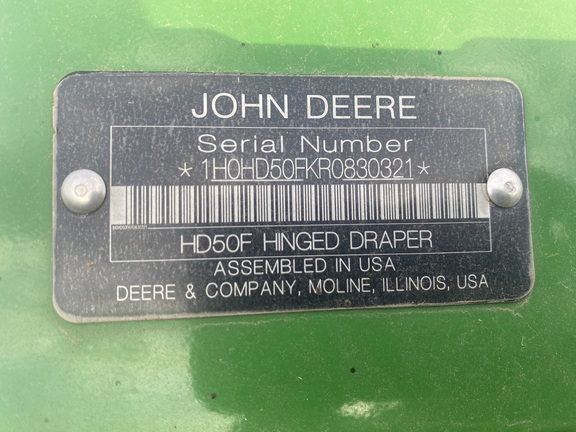 JOHN DEERE
Serial Number
*1H0HD50FKR0830321*
HD50F HINGED DRAPER
ASSEMBLED IN USA
DEERE & COMPANY, MOLINE, ILLINOIS, USA